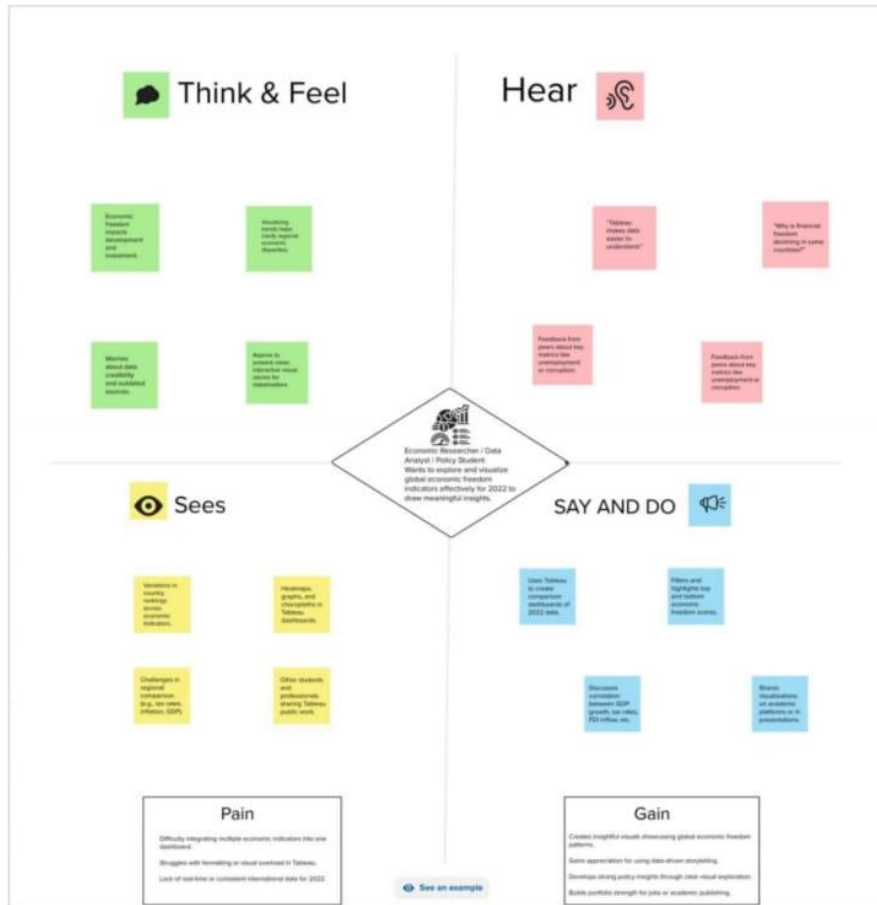 Think & Feel
Hear
Economic
freedom
impacts
development
and
investment.
Visualizing
trends helps
clarify regional
economic
disparities.
"Tableau
makes data
easier to
understand."
"Why is financial
freedom
declining in some
countries?"
Worries
about data
credibility
and outdated
sources.
Aspires to
present clean,
interactive visual
stories for
stakeholders.
Feedback from
peers about key
metrics like
unemployment
or corruption.
Feedback from
peers about key
metrics like
unemployment or
corruption.
Economic Researcher / Data
Analyst / Policy Student
Wants to explore and visualize
global economic freedom
indicators effectively for 2022 to
draw meaningful insights.
Sees
SAY AND DO
Variations in
country
rankings
across
economic
indicators.
Heatmaps,
graphs, and
choropleths in
Tableau
dashboards.
Uses Tableau
to create
comparison
dashboards of
2022 data.
Filters and
highlights top
and bottom
economic
freedom scores.
Challenges in
regional
comparison
(e.g., tax rates,
inflation, GDP).
Other students
and
professionals
sharing Tableau
public work.
Discusses
correlation
between GDP
growth, tax rates,
FDI inflow, etc.
Shares
visualizations
on academic
platforms or in
presentations.
Pain
Difficulty integrating multiple economic indicators into one
dashboard.
Struggles with formatting or visual overload in Tableau.
Lack of real-time or consistent international data for 2022.
Gain
Creates insightful visuals showcasing global economic freedom
patterns.
Gains appreciation for using data-driven storytelling.
Develops strong policy insights through clear visual exploration.
Builds portfolio strength for jobs or academic publishing.
See an example